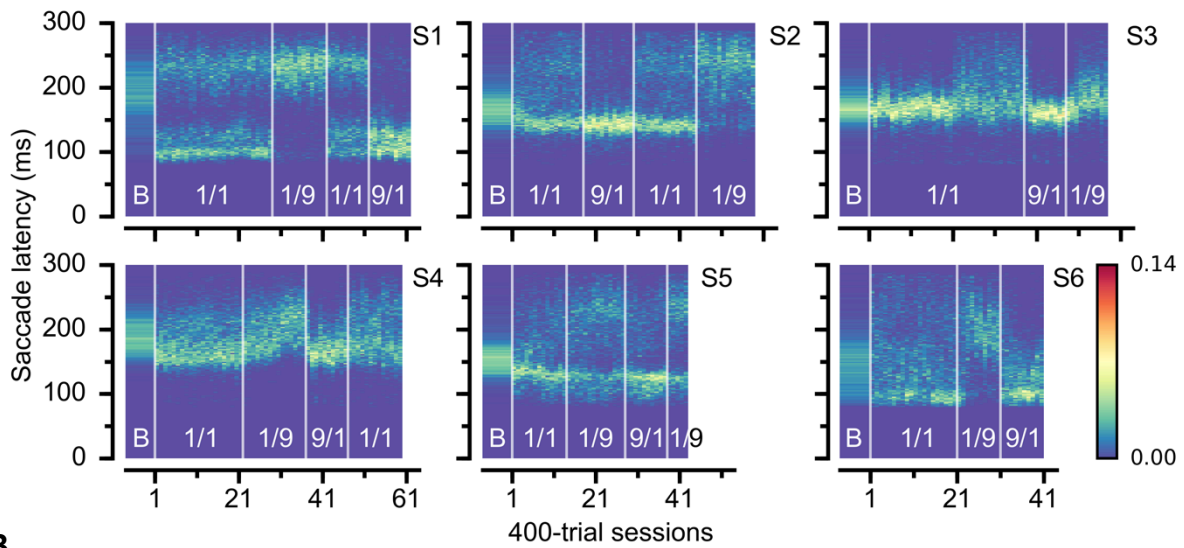 300 S1 S2 S3
200
100
0
B 1/1 1/9 1/1 9/1
B 1/1 9/1 1/1 1/9
B 1/1 9/1 1/9
Saccade latency (ms)
300 S4 S5 S6 0.14
200
100
0
B 1/1 1/9 9/1 1/1
B 1/1 1/9 9/1 1/9
B 1/1 1/9 9/1
0.00
1 21 41 61
1 21 41
1 21 41
400-trial sessions